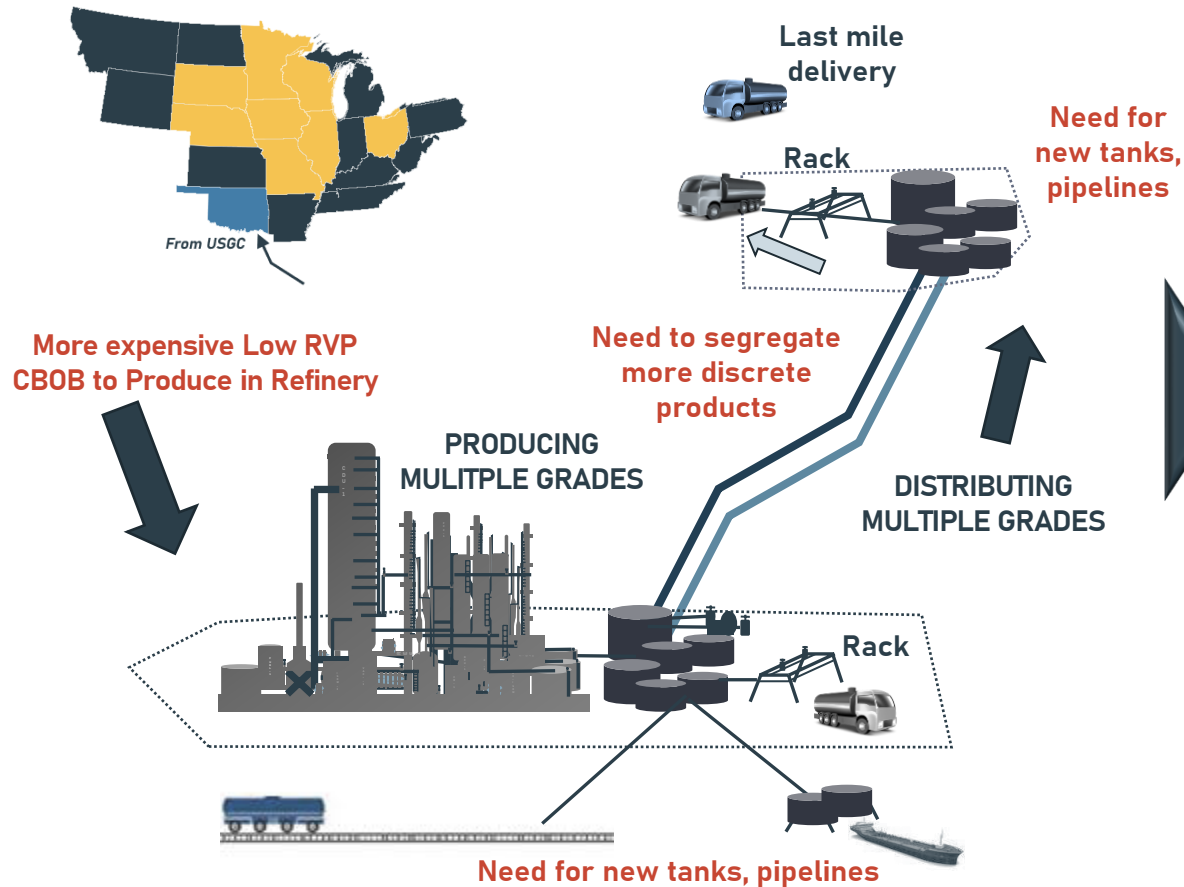 Last mile
delivery
Need for
new tanks,
pipelines
Rack
From USGC
More expensive Low RVP
CBOB to Produce in Refinery
Need to segregate
more discrete
products
PRODUCING
MULITPLE GRADES
DISTRIBUTING
MULTIPLE GRADES
Rack
Need for new tanks, pipelines